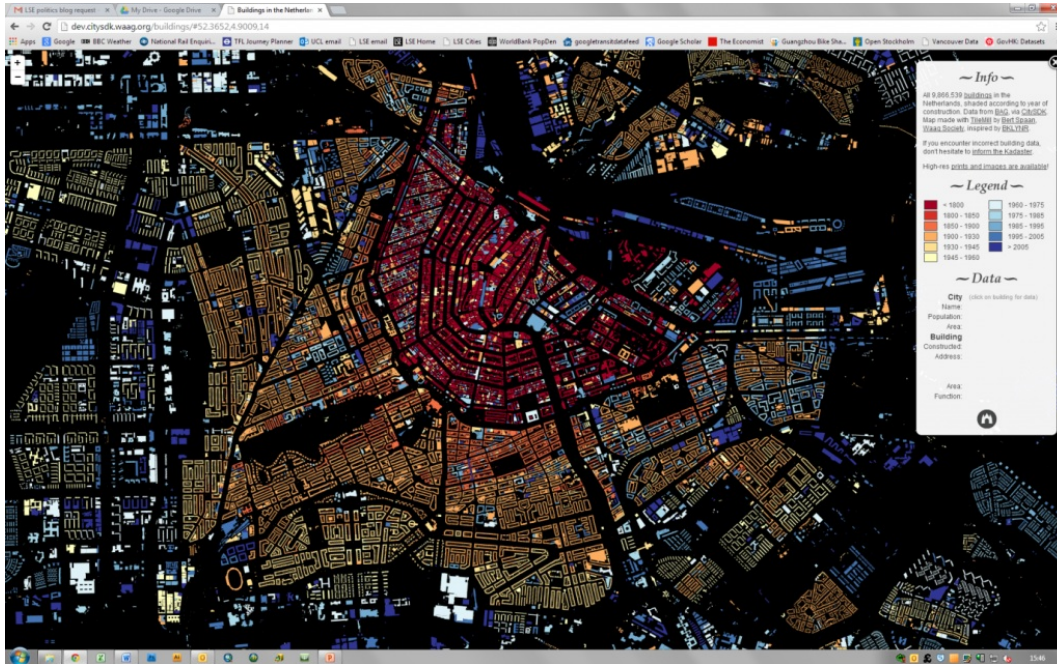 LSE politics blog request
My Drive - Google Drive
Buildings in the Netherlan
dev.citysdk.waag.org/buildings/#52.3652,4.9009,14
Apps
Google
BBC Weather
National Rail Enquiri...
TFL Journey Planner
UCL email
LSE email
LSE Home
LSE Cities
WorldBank PopDen
googletransitdatafeed
Google Scholar
The Economist
Guangzhou Bike Sha...
Open Stockholm
Vancouver Data
GovHK: Datasets
+
−
Info
All 9,866,539 buildings in the
Netherlands, shaded according to year of
construction. Data from BAG, via CitySDK.
Map made with TileMill by Bert Spaan,
Waag Society, inspired by BKLYNR.
If you encounter incorrect building data,
don't hesitate to inform the Kadaster.
High-res prints and images are available!
Legend
< 1800
1800 - 1850
1850 - 1900
1900 - 1930
1930 - 1945
1945 - 1960
1960 - 1975
1975 - 1985
1985 - 1995
1995 - 2005
> 2005
Data
City (click on building for data)
Name:
Population:
Area:
Building
Constructed:
Address:
Area:
Function:
15:46